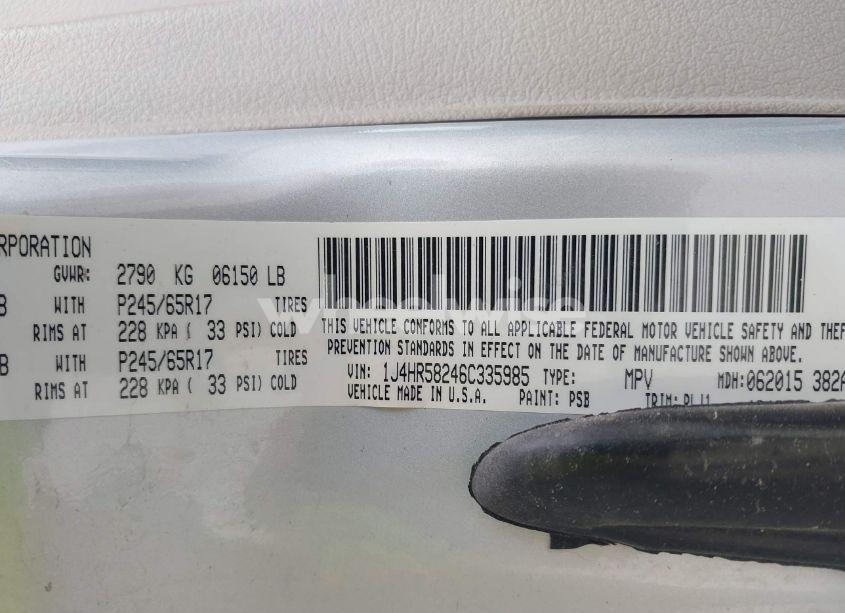 RPORATION
GVWR: 2790 KG 06150 LB
B WITH P245/65R17 TIRES
RIMS AT 228 KPA ( 33 PSI) COLD
B WITH P245/65R17 TIRES
RIMS AT 228 KPA ( 33 PSI) COLD
wheelwise
THIS VEHICLE CONFORMS TO ALL APPLICABLE FEDERAL MOTOR VEHICLE SAFETY AND THEF
PREVENTION STANDARDS IN EFFECT ON THE DATE OF MANUFACTURE SHOWN ABOVE.
VIN: 1J4HR58246C335985 TYPE: MPV MDH:062015 382A
VEHICLE MADE IN U.S.A. PAINT: PSB TRIM: